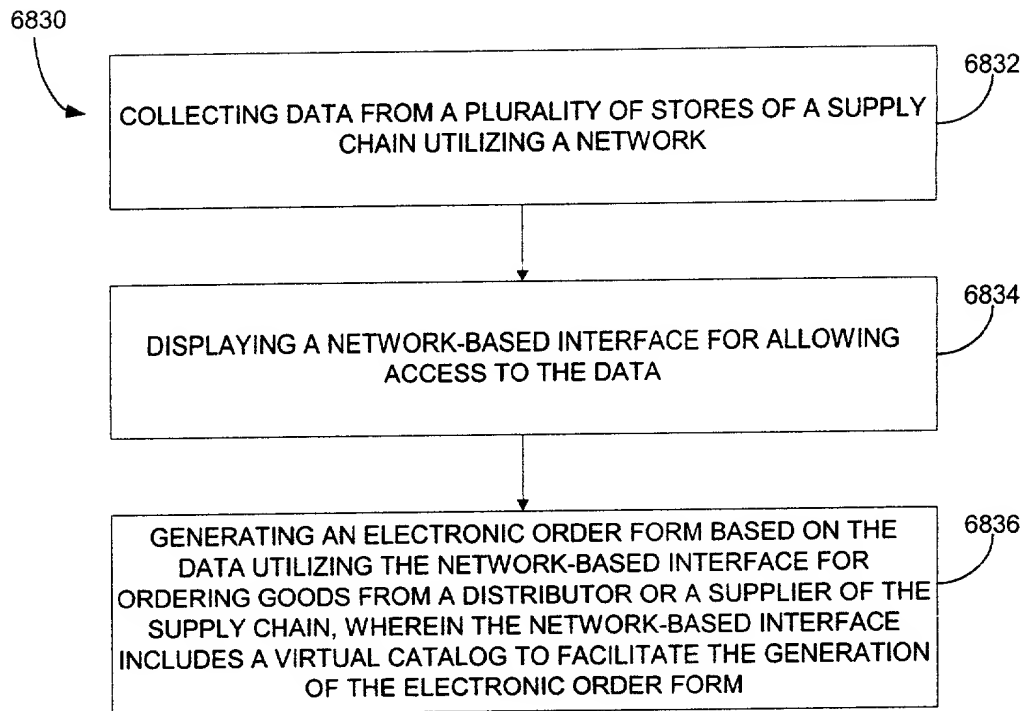 6830
6832
COLLECTING DATA FROM A PLURALITY OF STORES OF A SUPPLY
CHAIN UTILIZING A NETWORK
6834
DISPLAYING A NETWORK-BASED INTERFACE FOR ALLOWING
ACCESS TO THE DATA
6836
GENERATING AN ELECTRONIC ORDER FORM BASED ON THE
DATA UTILIZING THE NETWORK-BASED INTERFACE FOR
ORDERING GOODS FROM A DISTRIBUTOR OR A SUPPLIER OF THE
SUPPLY CHAIN, WHEREIN THE NETWORK-BASED INTERFACE
INCLUDES A VIRTUAL CATALOG TO FACILITATE THE GENERATION
OF THE ELECTRONIC ORDER FORM